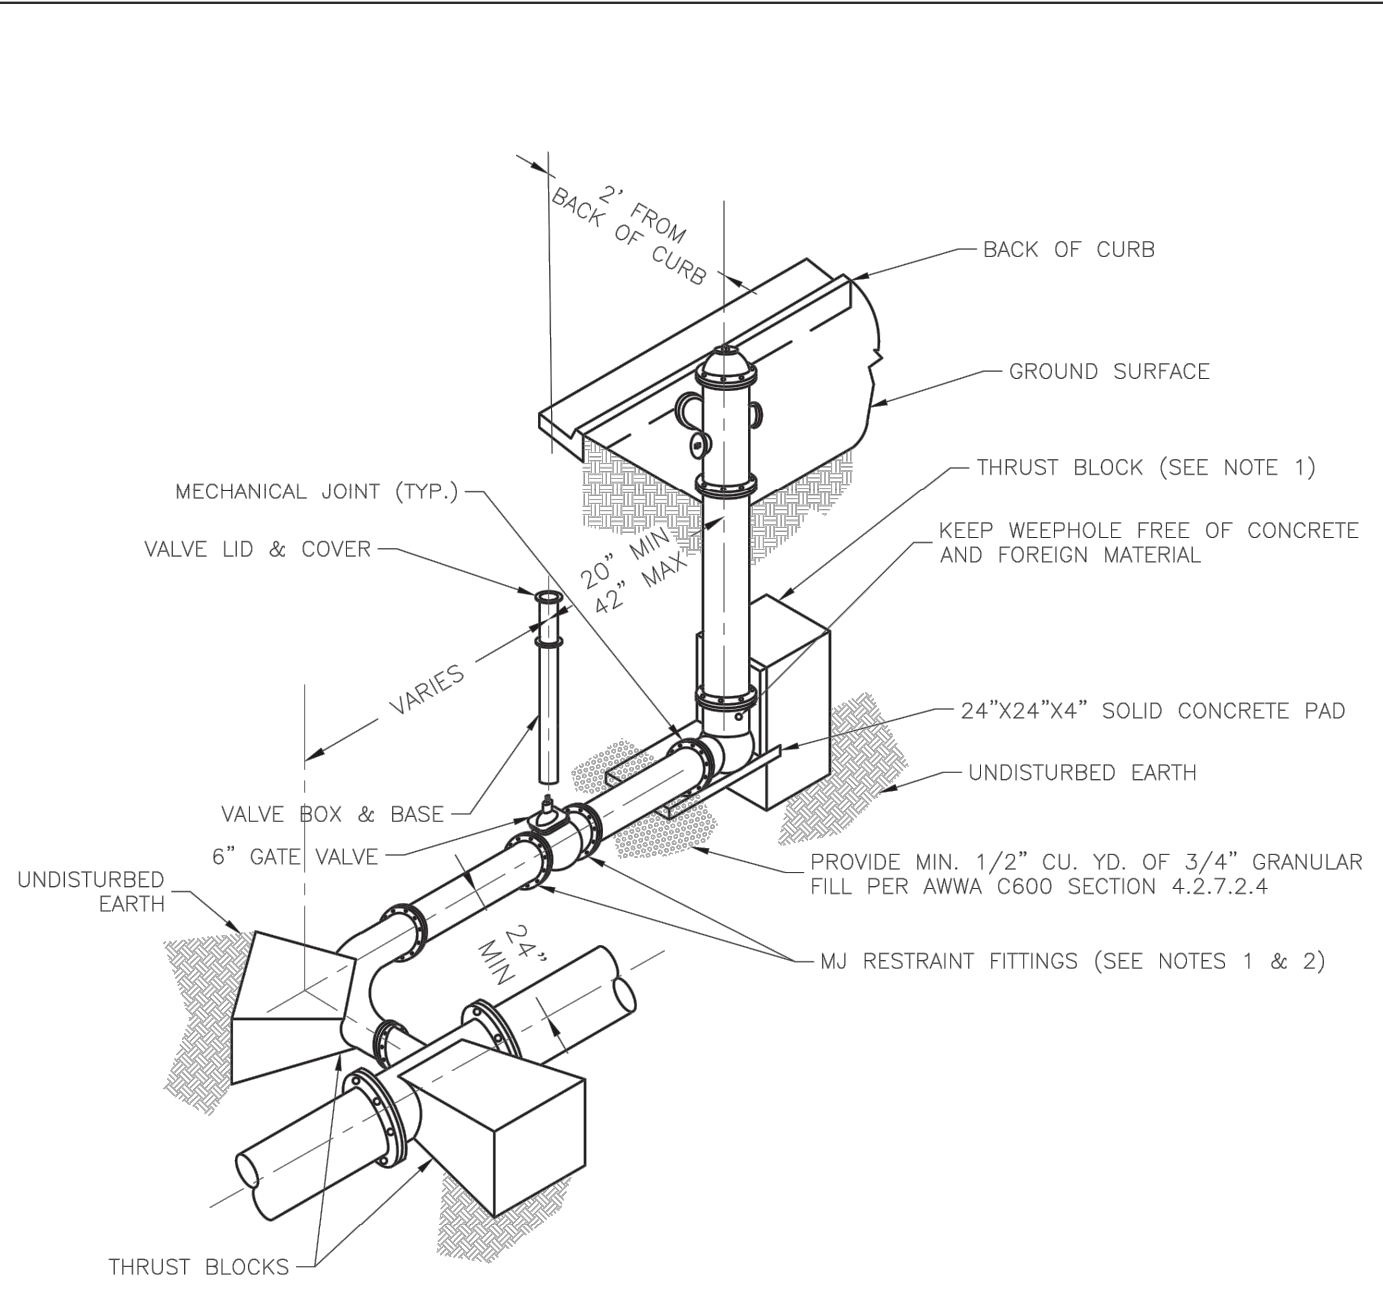 2' FROM
BACK OF CURB
BACK OF CURB
GROUND SURFACE
THRUST BLOCK (SEE NOTE 1)
MECHANICAL JOINT (TYP.)
KEEP WEEPHOLE FREE OF CONCRETE
AND FOREIGN MATERIAL
VALVE LID & COVER
20" MIN
42" MAX
VARIES
24"X24"X4" SOLID CONCRETE PAD
UNDISTURBED EARTH
VALVE BOX & BASE
6" GATE VALVE
PROVIDE MIN. 1/2" CU. YD. OF 3/4" GRANULAR
FILL PER AWWA C600 SECTION 4.2.7.2.4
UNDISTURBED
EARTH
24"
MIN
MJ RESTRAINT FITTINGS (SEE NOTES 1 & 2)
THRUST BLOCKS